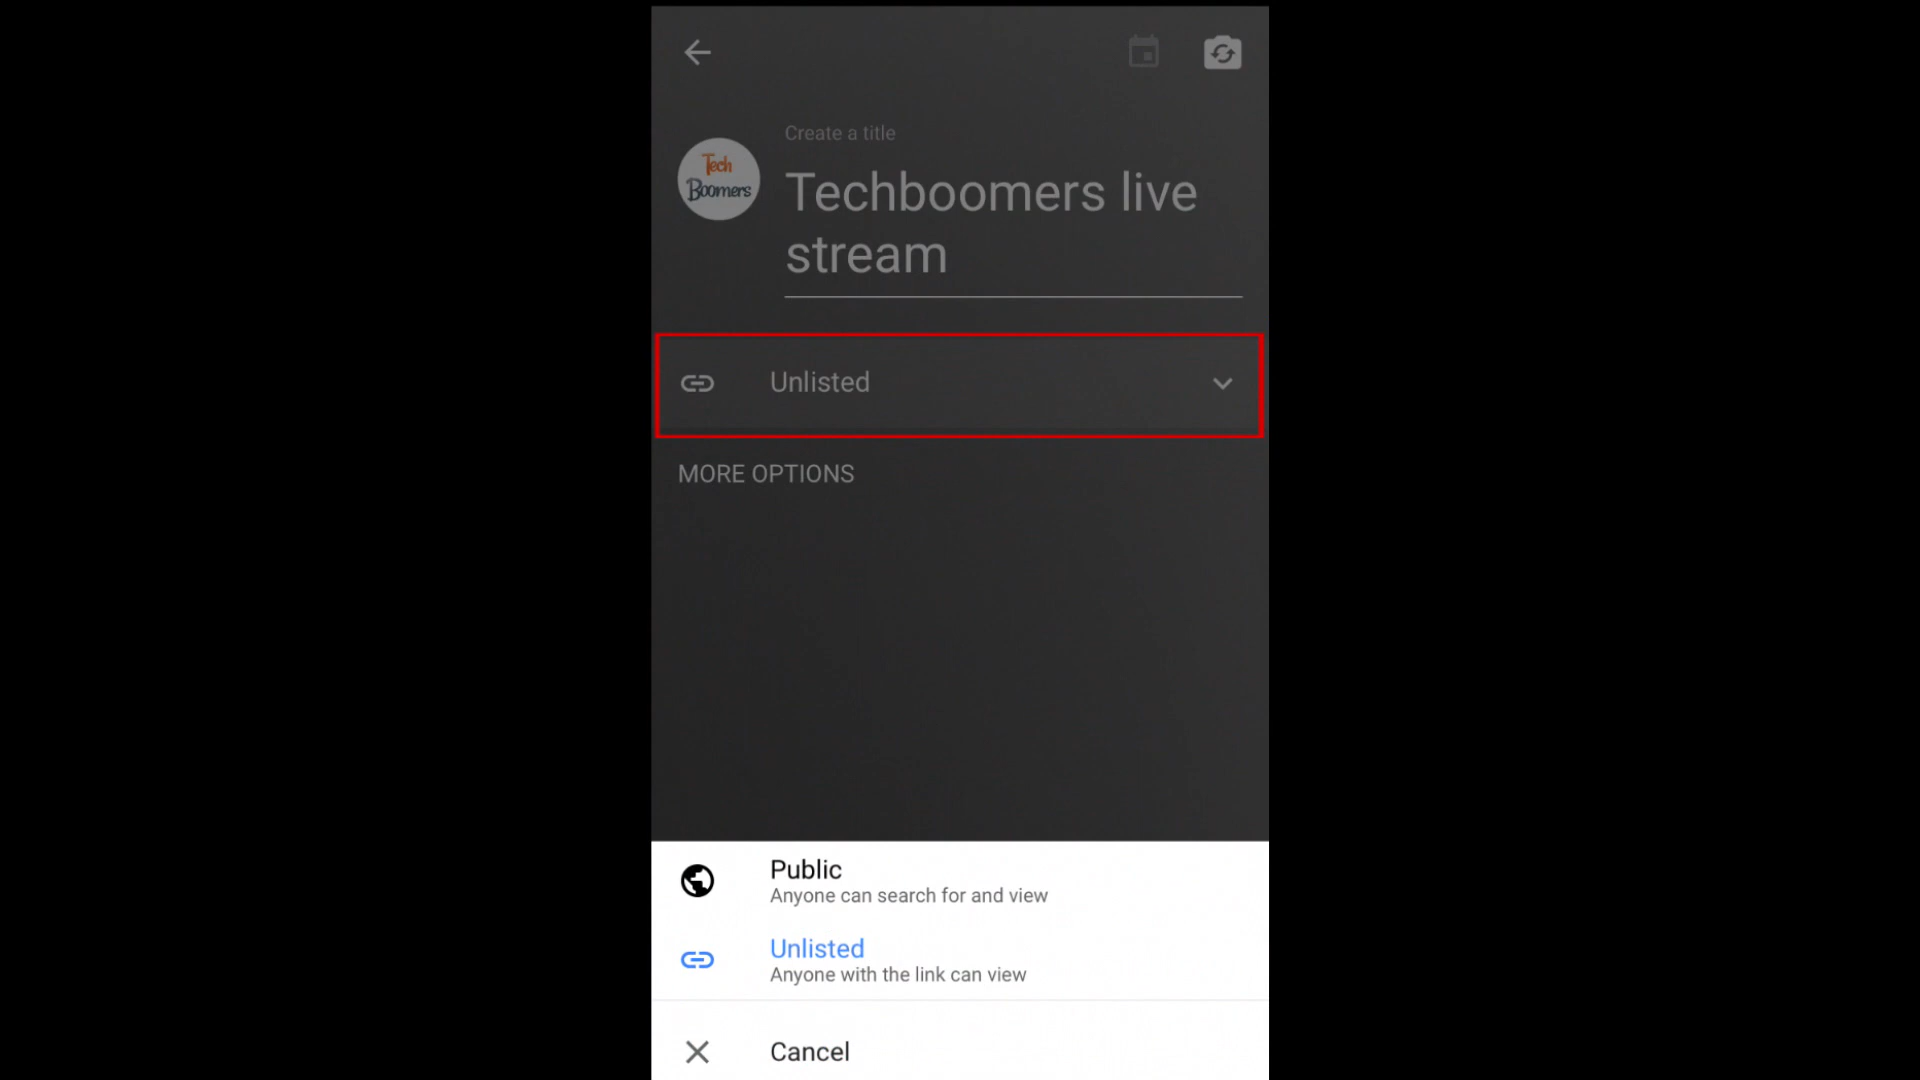 Create a title
Tech
Boomers
Techboomers live
stream
Unlisted
MORE OPTIONS
Public
Anyone can search for and view
Unlisted
Anyone with the link can view
Cancel